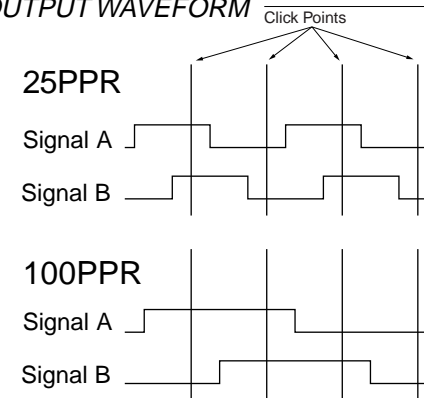 OUTPUT WAVEFORM
Click Points
25PPR
Signal A
Signal B
100PPR
Signal A
Signal B